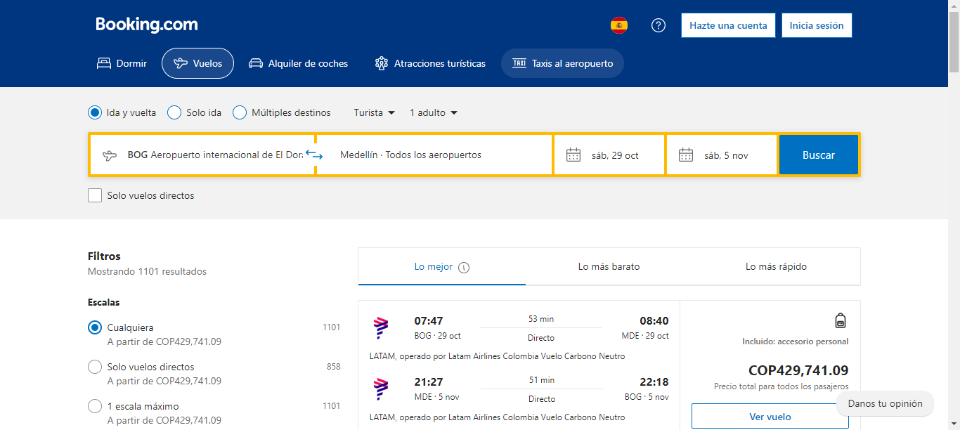 Booking.com
Hazte una cuenta
Inicia sesión
Dormir
Vuelos
Alquiler de coches
Atracciones turísticas
TAXI
Taxis al aeropuerto
Ida y vuelta
Solo ida
Múltiples destinos
Turista
1 adulto
BOG Aeropuerto internacional de El Dor
Medellín · Todos los aeropuertos
sáb, 29 oct
sáb, 5 nov
Buscar
Solo vuelos directos
Filtros
Mostrando 1101 resultados
Lo mejor
Lo más barato
Lo más rápido
Escalas
Cualquiera 1101
A partir de COP429,741.09
Solo vuelos directos 858
A partir de COP429,741.09
1 escala máximo 1101
A partir de COP429,741.09
07:47 53 min 08:40
BOG · 29 oct Directo MDE · 29 oct
LATAM, operado por Latam Airlines Colombia Vuelo Carbono Neutro
21:27 51 min 22:18
MDE · 5 nov Directo BOG · 5 nov
LATAM, operado por Latam Airlines Colombia Vuelo Carbono Neutro
Incluido: accesorio personal
COP429,741.09
Precio total para todos los pasajeros
Ver vuelo
Danos tu opinión